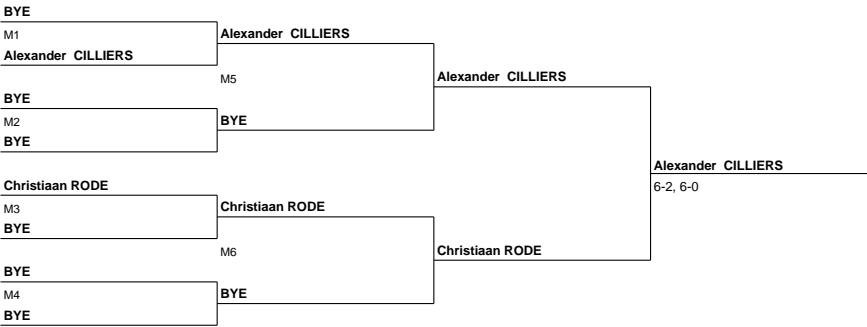 BYE
M1
Alexander CILLIERS
Alexander CILLIERS
M5
Alexander CILLIERS
BYE
M2
BYE
BYE
Alexander CILLIERS
6-2, 6-0
Christiaan RODE
M3
BYE
Christiaan RODE
M6
Christiaan RODE
BYE
M4
BYE
BYE